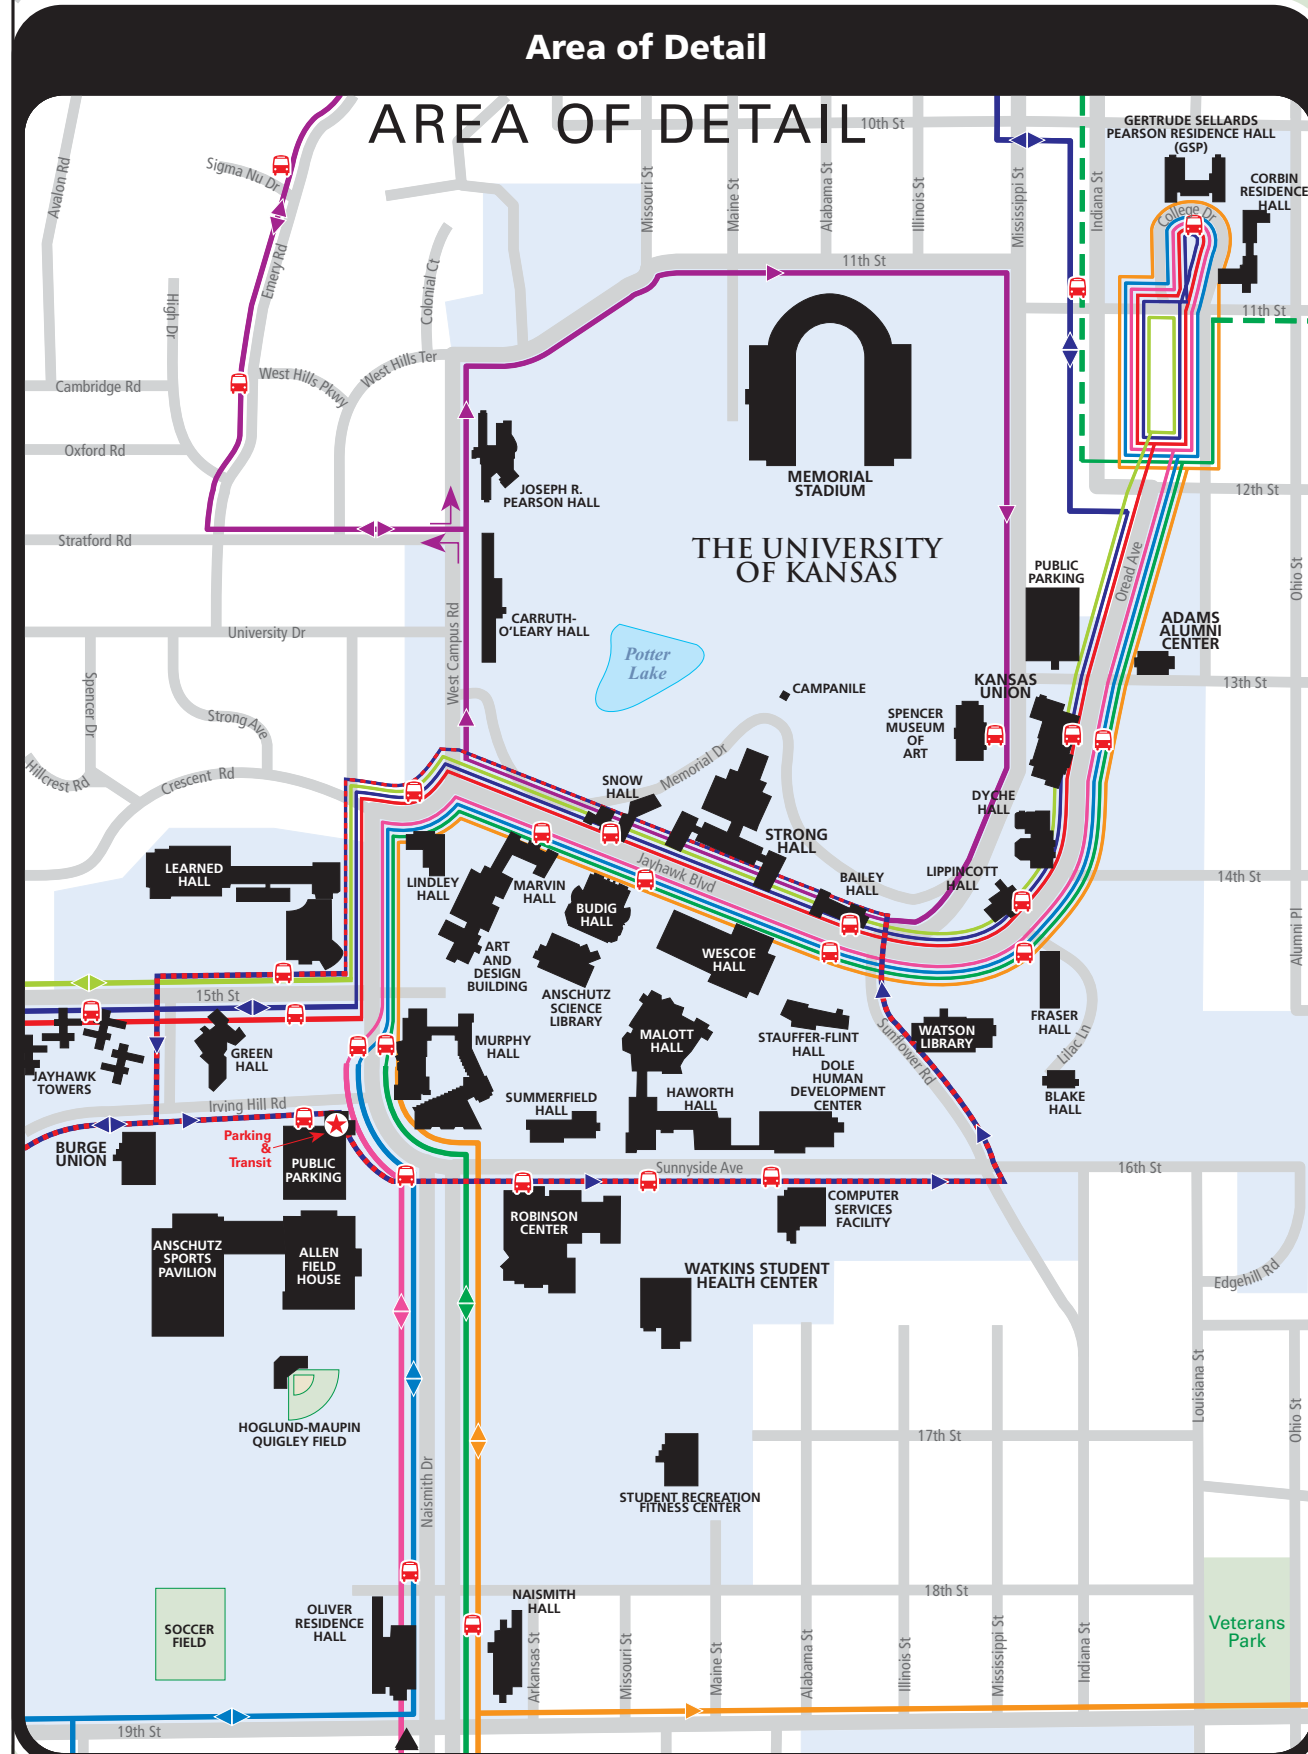 Area of Detail
AREA OF DETAIL
10th St
GERTRUDE SELLARDS
PEARSON RESIDENCE HALL
(GSP)
CORBIN
RESIDENCE
HALL
College Dr
Avalon Rd
Sigma Nu Dr
Emery Rd
Colonial Ct
High Dr
Missouri St
Maine St
Alabama St
Illinois St
Mississippi St
Indiana St
11th St
11th St
West Hills Ter
West Hills Pkwy
Cambridge Rd
Oxford Rd
Stratford Rd
MEMORIAL
STADIUM
JOSEPH R.
PEARSON HALL
12th St
THE UNIVERSITY
OF KANSAS
PUBLIC
PARKING
Oread Ave
Ohio St
CARRUTH-
O'LEARY HALL
ADAMS
ALUMNI
CENTER
University Dr
West Campus Rd
Potter
Lake
CAMPANILE
KANSAS
UNION
13th St
Spencer Dr
Strong Ave
SPENCER
MUSEUM
OF
ART
Hillcrest Rd
Crescent Rd
Memorial Dr
SNOW
HALL
DYCHE
HALL
STRONG
HALL
Jayhawk Blvd
LEARNED
HALL
LINDLEY
HALL
MARVIN
HALL
BUDIG
HALL
BAILEY
HALL
LIPPINCOTT
HALL
14th St
Alumni Pl
ART
AND
DESIGN
BUILDING
WESCOE
HALL
ANSCHUTZ
SCIENCE
LIBRARY
15th St
FRASER
HALL
Lilac Ln
MURPHY
HALL
MALOTT
HALL
STAUFFER-FLINT
HALL
WATSON
LIBRARY
Sunflower Rd
GREEN
HALL
JAYHAWK
TOWERS
DOLE
HUMAN
DEVELOPMENT
CENTER
BLAKE
HALL
Irving Hill Rd
SUMMERFIELD
HALL
HAWORTH
HALL
BURGE
UNION
Parking
&
Transit
PUBLIC
PARKING
Sunnyside Ave
16th St
ROBINSON
CENTER
COMPUTER
SERVICES
FACILITY
ANSCHUTZ
SPORTS
PAVILION
ALLEN
FIELD
HOUSE
WATKINS STUDENT
HEALTH CENTER
Edgehill Rd
Louisiana St
Ohio St
HOGLUND-MAUPIN
QUIGLEY FIELD
17th St
Naismith Dr
STUDENT RECREATION
FITNESS CENTER
18th St
SOCCER
FIELD
OLIVER
RESIDENCE
HALL
NAISMITH
HALL
Arkansas St
Missouri St
Maine St
Alabama St
Illinois St
Mississippi St
Indiana St
Veterans
Park
19th St